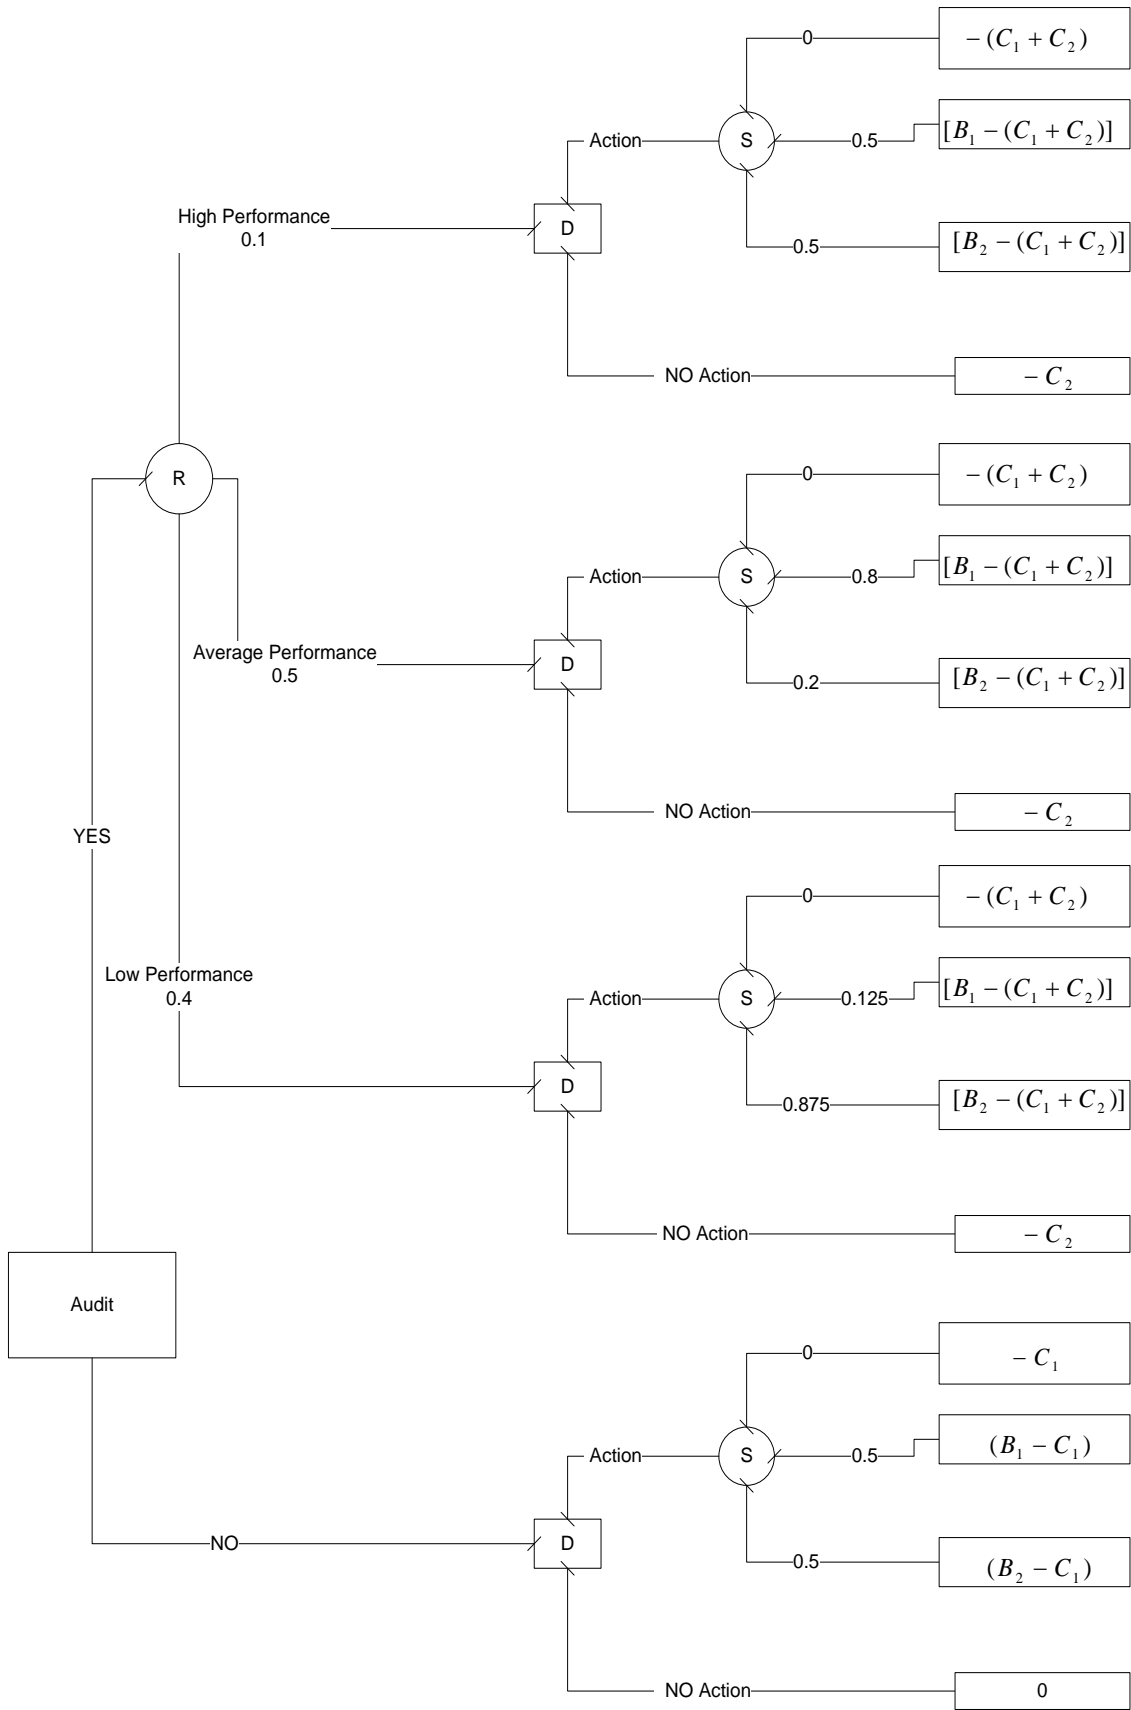 0
− (C₁ + C₂)
Action
S
0.5
[B₁ − (C₁ + C₂)]
High Performance
0.1
D
0.5
[B₂ − (C₁ + C₂)]
NO Action
− C₂
R
0
− (C₁ + C₂)
Action
S
0.8
[B₁ − (C₁ + C₂)]
Average Performance
0.5
D
0.2
[B₂ − (C₁ + C₂)]
NO Action
− C₂
YES
0
− (C₁ + C₂)
Low Performance
0.4
Action
S
0.125
[B₁ − (C₁ + C₂)]
D
0.875
[B₂ − (C₁ + C₂)]
NO Action
− C₂
Audit
0
− C₁
Action
S
0.5
(B₁ − C₁)
NO
D
0.5
(B₂ − C₁)
NO Action
0